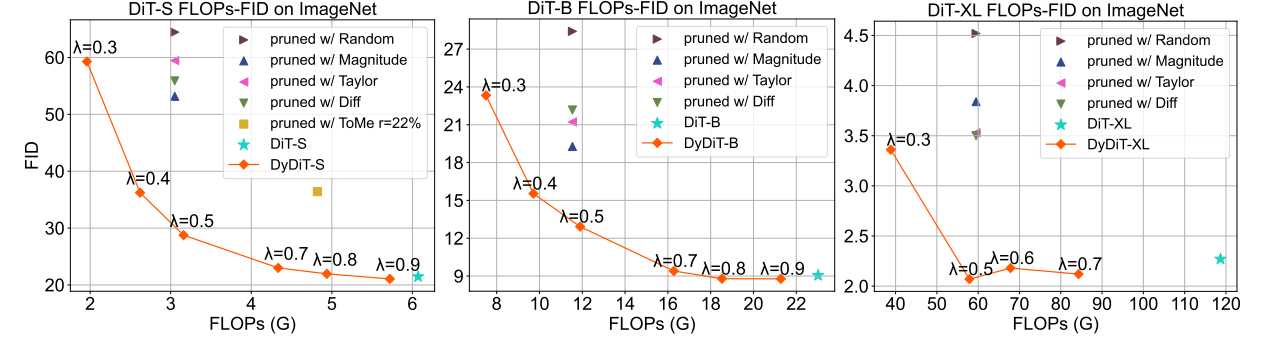 DiT-S FLOPs-FID on ImageNet
FID
60
50
40
30
20
2
3
4
5
6
FLOPs (G)
λ=0.3
λ=0.4
λ=0.5
λ=0.7
λ=0.8
λ=0.9
pruned w/ Random
pruned w/ Magnitude
pruned w/ Taylor
pruned w/ Diff
pruned w/ ToMe r=22%
DiT-S
DyDiT-S
DiT-B FLOPs-FID on ImageNet
27
24
21
18
15
12
9
8
10
12
14
16
18
20
22
FLOPs (G)
λ=0.3
λ=0.4
λ=0.5
λ=0.7
λ=0.8
λ=0.9
pruned w/ Random
pruned w/ Magnitude
pruned w/ Taylor
pruned w/ Diff
DiT-B
DyDiT-B
DiT-XL FLOPs-FID on ImageNet
4.5
4.0
3.5
3.0
2.5
2.0
40
50
60
70
80
90
100
110
120
FLOPs (G)
λ=0.3
λ=0.5
λ=0.6
λ=0.7
pruned w/ Random
pruned w/ Magnitude
pruned w/ Taylor
pruned w/ Diff
DiT-XL
DyDiT-XL